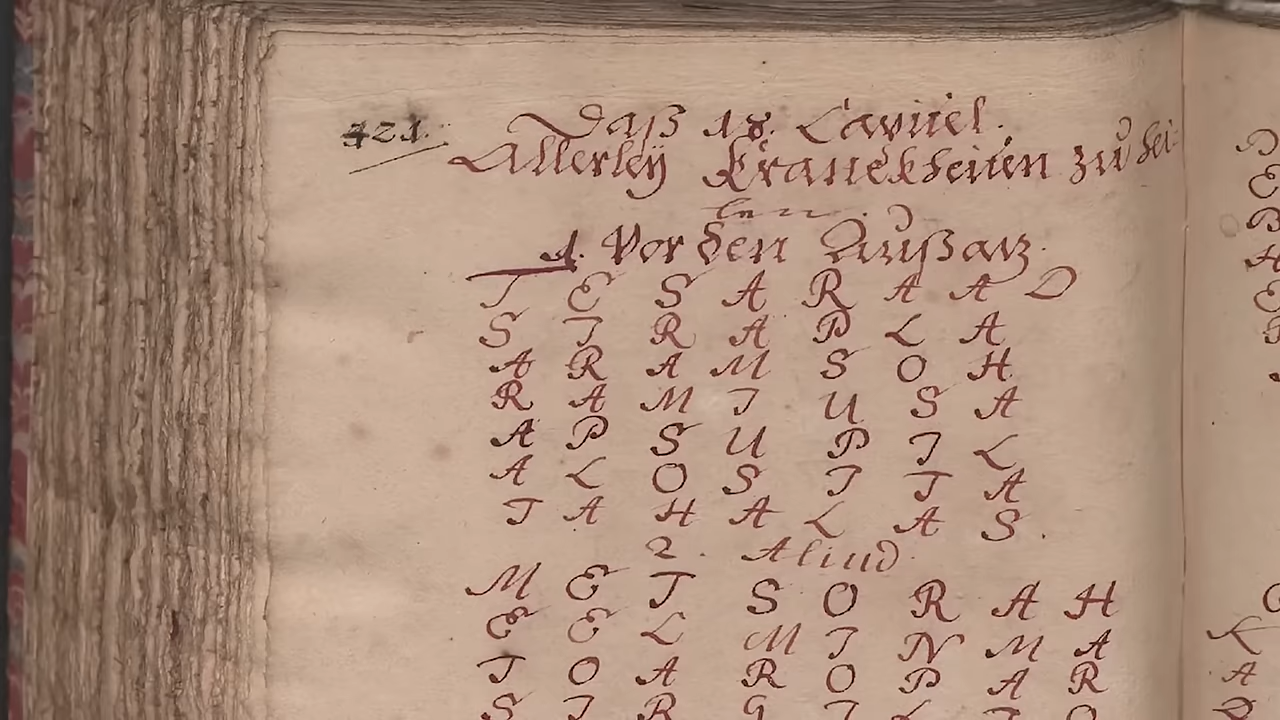 421.
Daß 18. Capitel.
Allerley Kranckheiten zu hei-
len.
1. Vor den Außatz.
T E S A R A A D
S T R A P L A
A R A M S O H
R A M I U S A
A P S U P I L
A L O S I T A
T A H A L A S.
2. Aliud.
M E T S O R A H
E E L M I N M A
T O A R O P A R
S I R G I L